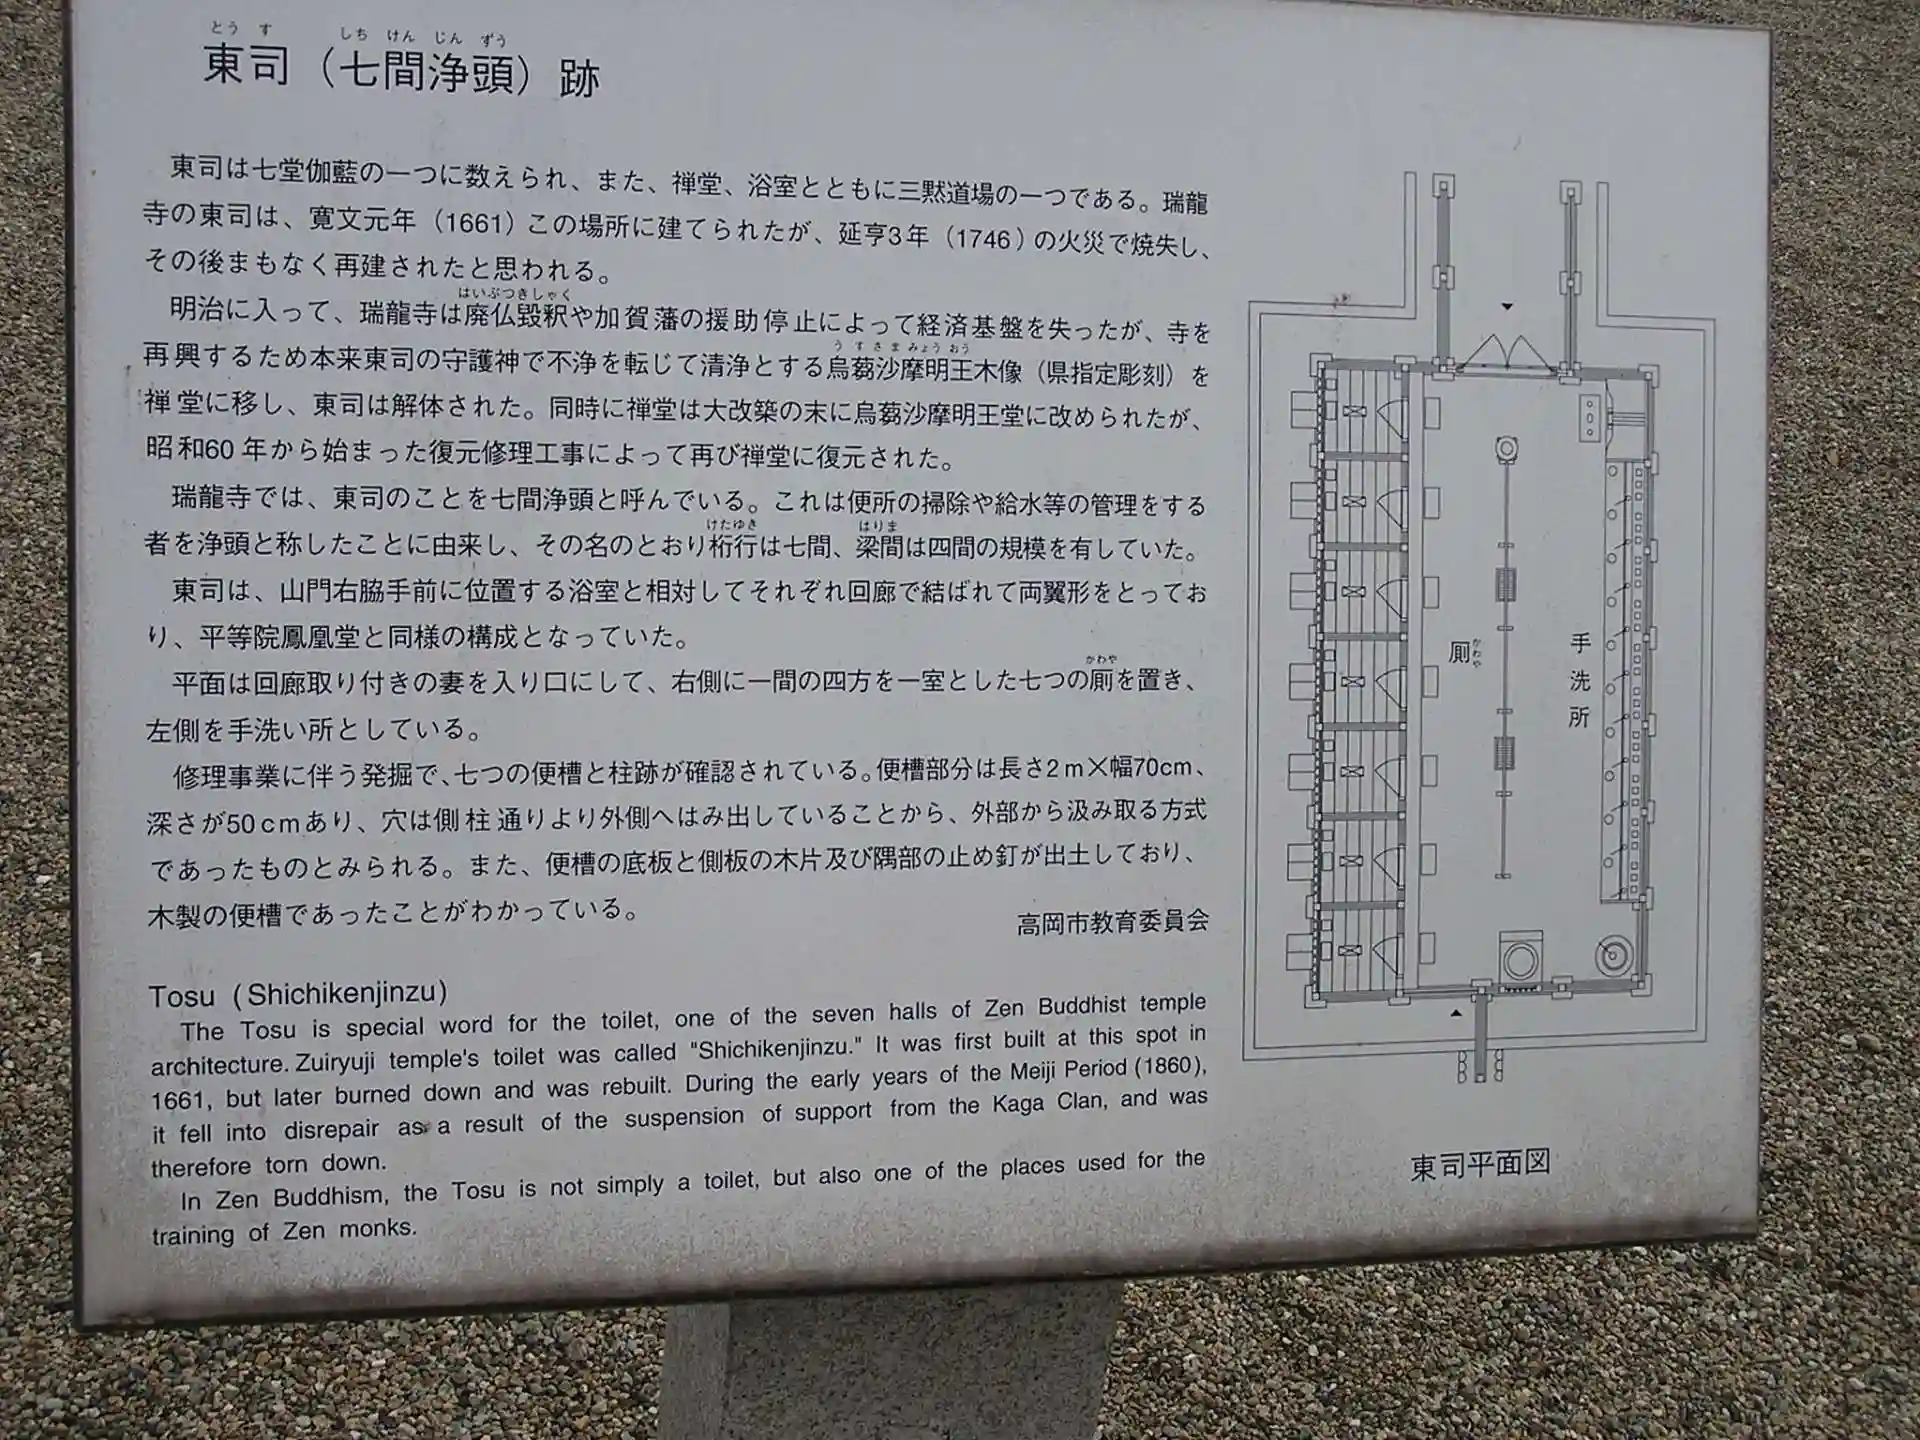 とうす しちけんじんずう
東司（七間浄頭）跡
東司は七堂伽藍の一つに数えられ、また、禅堂、浴室とともに三黙道場の一つである。瑞龍
寺の東司は、寛文元年（1661）この場所に建てられたが、延亨3年（1746）の火災で焼失し、
その後まもなく再建されたと思われる。
はいぶつきしゃく
明治に入って、瑞龍寺は廃仏毀釈や加賀藩の援助停止によって経済基盤を失ったが、寺を
うすさまみょうおう
再興するため本来東司の守護神で不浄を転じて清浄とする烏蒭沙摩明王木像（県指定彫刻）を
禅堂に移し、東司は解体された。同時に禅堂は大改築の末に烏蒭沙摩明王堂に改められたが、
昭和60年から始まった復元修理工事によって再び禅堂に復元された。
瑞龍寺では、東司のことを七間浄頭と呼んでいる。これは便所の掃除や給水等の管理をする
けたゆき はりま
者を浄頭と称したことに由来し、その名のとおり桁行は七間、梁間は四間の規模を有していた。
東司は、山門右脇手前に位置する浴室と相対してそれぞれ回廊で結ばれて両翼形をとってお
り、平等院鳳凰堂と同様の構成となっていた。
かわや
平面は回廊取り付きの妻を入り口にして、右側に一間の四方を一室とした七つの厠を置き、
左側を手洗い所としている。
修理事業に伴う発掘で、七つの便槽と柱跡が確認されている。便槽部分は長さ2m×幅70cm、
深さが50cmあり、穴は側柱通りより外側へはみ出していることから、外部から汲み取る方式
であったものとみられる。また、便槽の底板と側板の木片及び隅部の止め釘が出土しており、
木製の便槽であったことがわかっている。
高岡市教育委員会
Tosu (Shichikenjinzu)
The Tosu is special word for the toilet, one of the seven halls of Zen Buddhist temple
architecture. Zuiryuji temple's toilet was called "Shichikenjinzu." It was first built at this spot in
1661, but later burned down and was rebuilt. During the early years of the Meiji Period (1860),
it fell into disrepair as a result of the suspension of support from the Kaga Clan, and was
therefore torn down.
In Zen Buddhism, the Tosu is not simply a toilet, but also one of the places used for the
training of Zen monks.
厠 かわや
手洗所
東司平面図